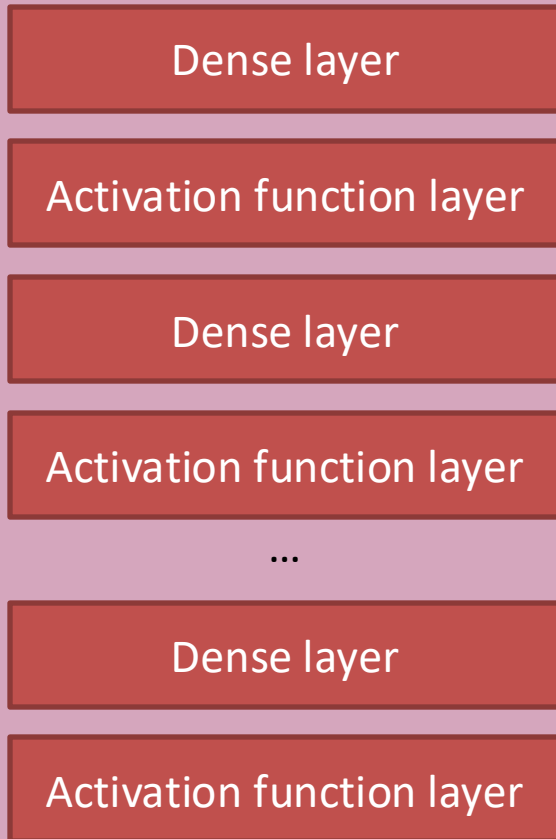 Dense layer
Activation function layer
Dense layer
Activation function layer
...
Dense layer
Activation function layer